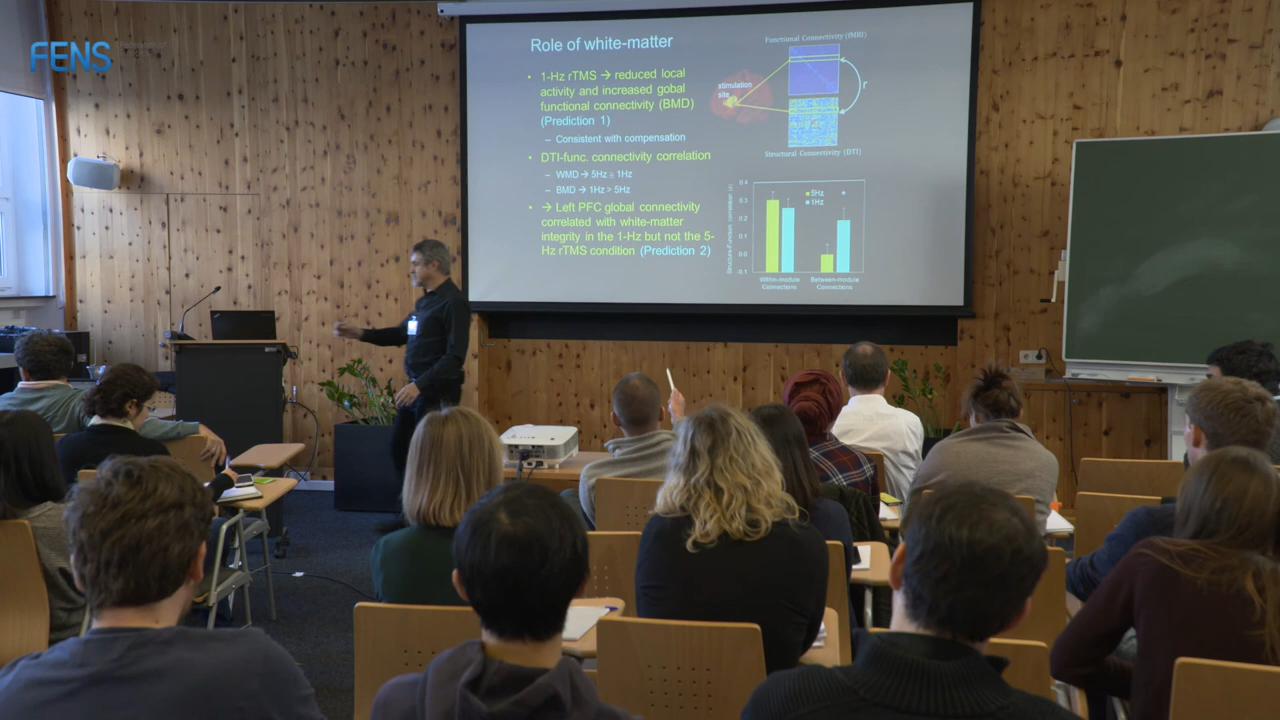 FENS
Role of white-matter
• 1-Hz rTMS → reduced local
activity and increased gobal
functional connectivity (BMD)
(Prediction 1)
– Consistent with compensation
• DTI-func. connectivity correlation
– WMD → 5Hz ≅ 1Hz
– BMD → 1Hz > 5Hz
• → Left PFC global connectivity
correlated with white-matter
integrity in the 1-Hz but not the 5-
Hz rTMS condition (Prediction 2)
Functional Connectivity (fMRI)
stimulation
site
r
Structural Connectivity (DTI)
0.4
0.3
0.2
0.1
0.0
-0.1
5Hz
1Hz
*
Within-module
Connections
Between-module
Connections